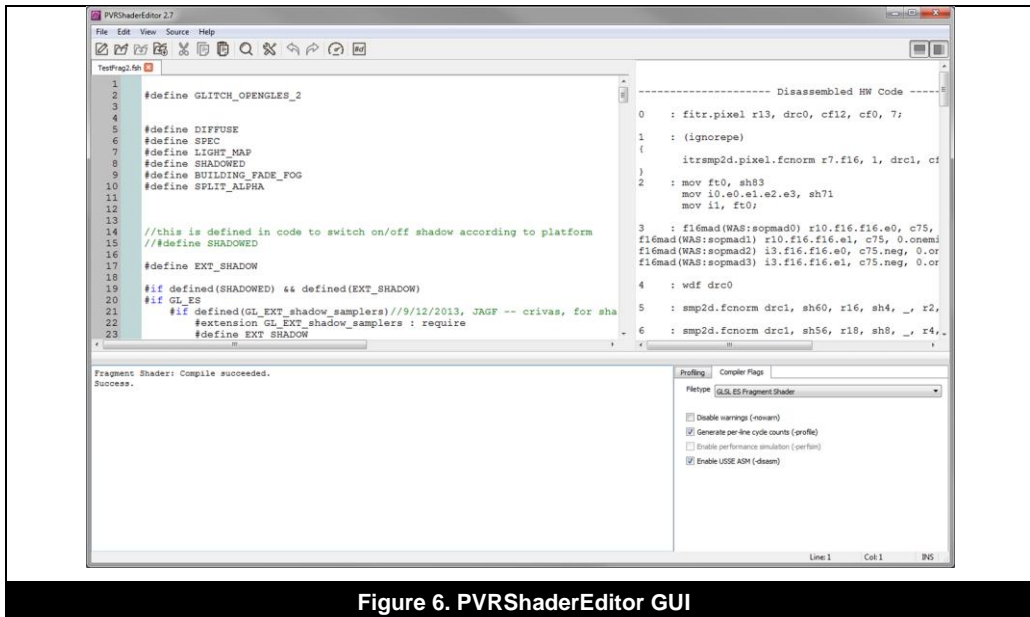 PVRShaderEditor 2.7
File Edit View Source Help
TestFrag2.fsh
1
2 #define GLITCH_OPENGLES_2
3
4
5 #define DIFFUSE
6 #define SPEC
7 #define LIGHT_MAP
8 #define SHADOWED
9 #define BUILDING_FADE_FOG
10 #define SPLIT_ALPHA
11
12
13
14 //this is defined in code to switch on/off shadow according to platform
15 //#define SHADOWED
16
17 #define EXT_SHADOW
18
19 #if defined(SHADOWED) && defined(EXT_SHADOW)
20 #if GL_ES
21 #if defined(GL_EXT_shadow_samplers)//9/12/2013, JAGF -- crivas, for sha
22 #extension GL_EXT_shadow_samplers : require
23 #define EXT SHADOW
-------------------- Disassembled HW Code -----
0 : fitr.pixel r13, drc0, cf12, cf0, 7;
1 : (ignorepe)
{
itrsmp2d.pixel.fcnorm r7.f16, 1, drc1, cf
}
2 : mov ft0, sh83
mov i0.e0.e1.e2.e3, sh71
mov i1, ft0;
3 : f16mad(WAS:sopmad0) r10.f16.f16.e0, c75,
f16mad(WAS:sopmad1) r10.f16.f16.e1, c75, 0.onemi
f16mad(WAS:sopmad2) i3.f16.f16.e0, c75.neg, 0.or
f16mad(WAS:sopmad3) i3.f16.f16.e1, c75.neg, 0.or
4 : wdf drc0
5 : smp2d.fcnorm drc1, sh60, r16, sh4, _, r2,
6 : smp2d.fcnorm drc1, sh56, r18, sh8, _, r4,
Fragment Shader: Compile succeeded.
Success.
Profiling Compiler Flags
Filetype GLSL ES Fragment Shader
Disable warnings (-nowarn)
Generate per-line cycle counts (-profile)
Enable performance simulation (-perfsim)
Enable USSE ASM (-disasm)
Line: 1 Col: 1 INS
Figure 6. PVRShaderEditor GUI